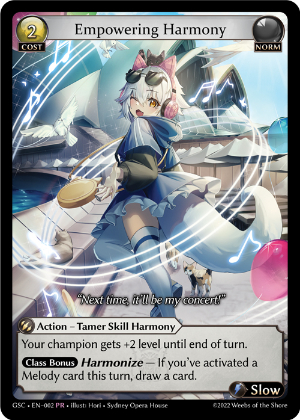 2
COST
Empowering Harmony
NORM
"Next time, it'll be my concert!"
Action – Tamer Skill Harmony
Your champion gets +2 level until end of turn.
Class Bonus Harmonize — If you've activated a
Melody card this turn, draw a card.
Slow
GSC • EN-002 PR • Illust: Hori • Sydney Opera House
©2022 Weebs of the Shore